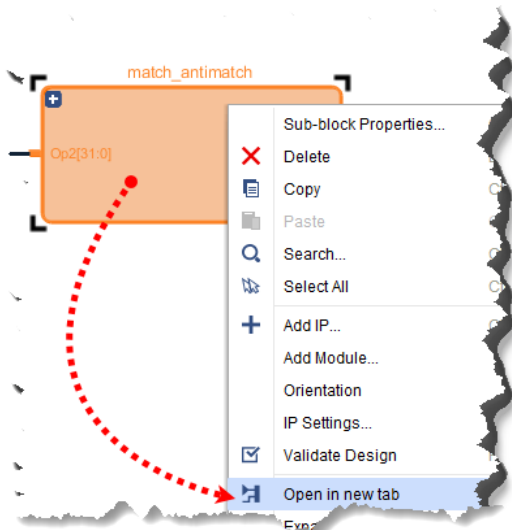 match_antimatch
Op2[31:0]
Sub-block Properties...
Delete
Copy
Paste
Search...
Select All
Add IP...
Add Module...
Orientation
IP Settings...
Validate Design
Open in new tab